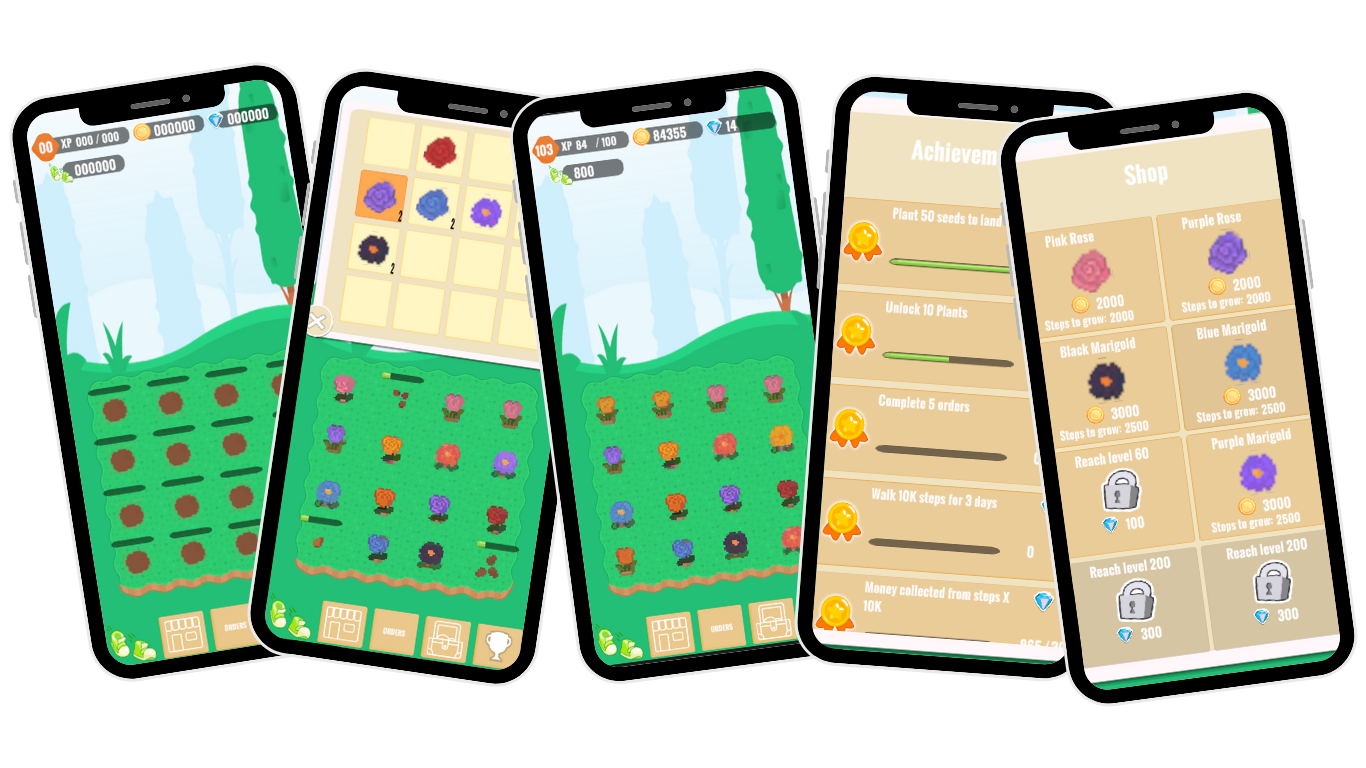 00 XP 000 / 000 000000 000000
000000
ORDERS
2
2
2
ORDERS
103 XP 84 / 100 84355 14
800
ORDERS
Achievem
Plant 50 seeds to land
Unlock 10 Plants
Complete 5 orders
Walk 10K steps for 3 days
0
Money collected from steps X
10K
Shop
Pink Rose
2000
Steps to grow: 2000
Purple Rose
2000
Steps to grow: 2000
Black Marigold
3000
Steps to grow: 2500
Blue Marigold
3000
Steps to grow: 2500
Reach level 60
100
Purple Marigold
3000
Steps to grow: 2500
Reach level 200
300
Reach level 200
300